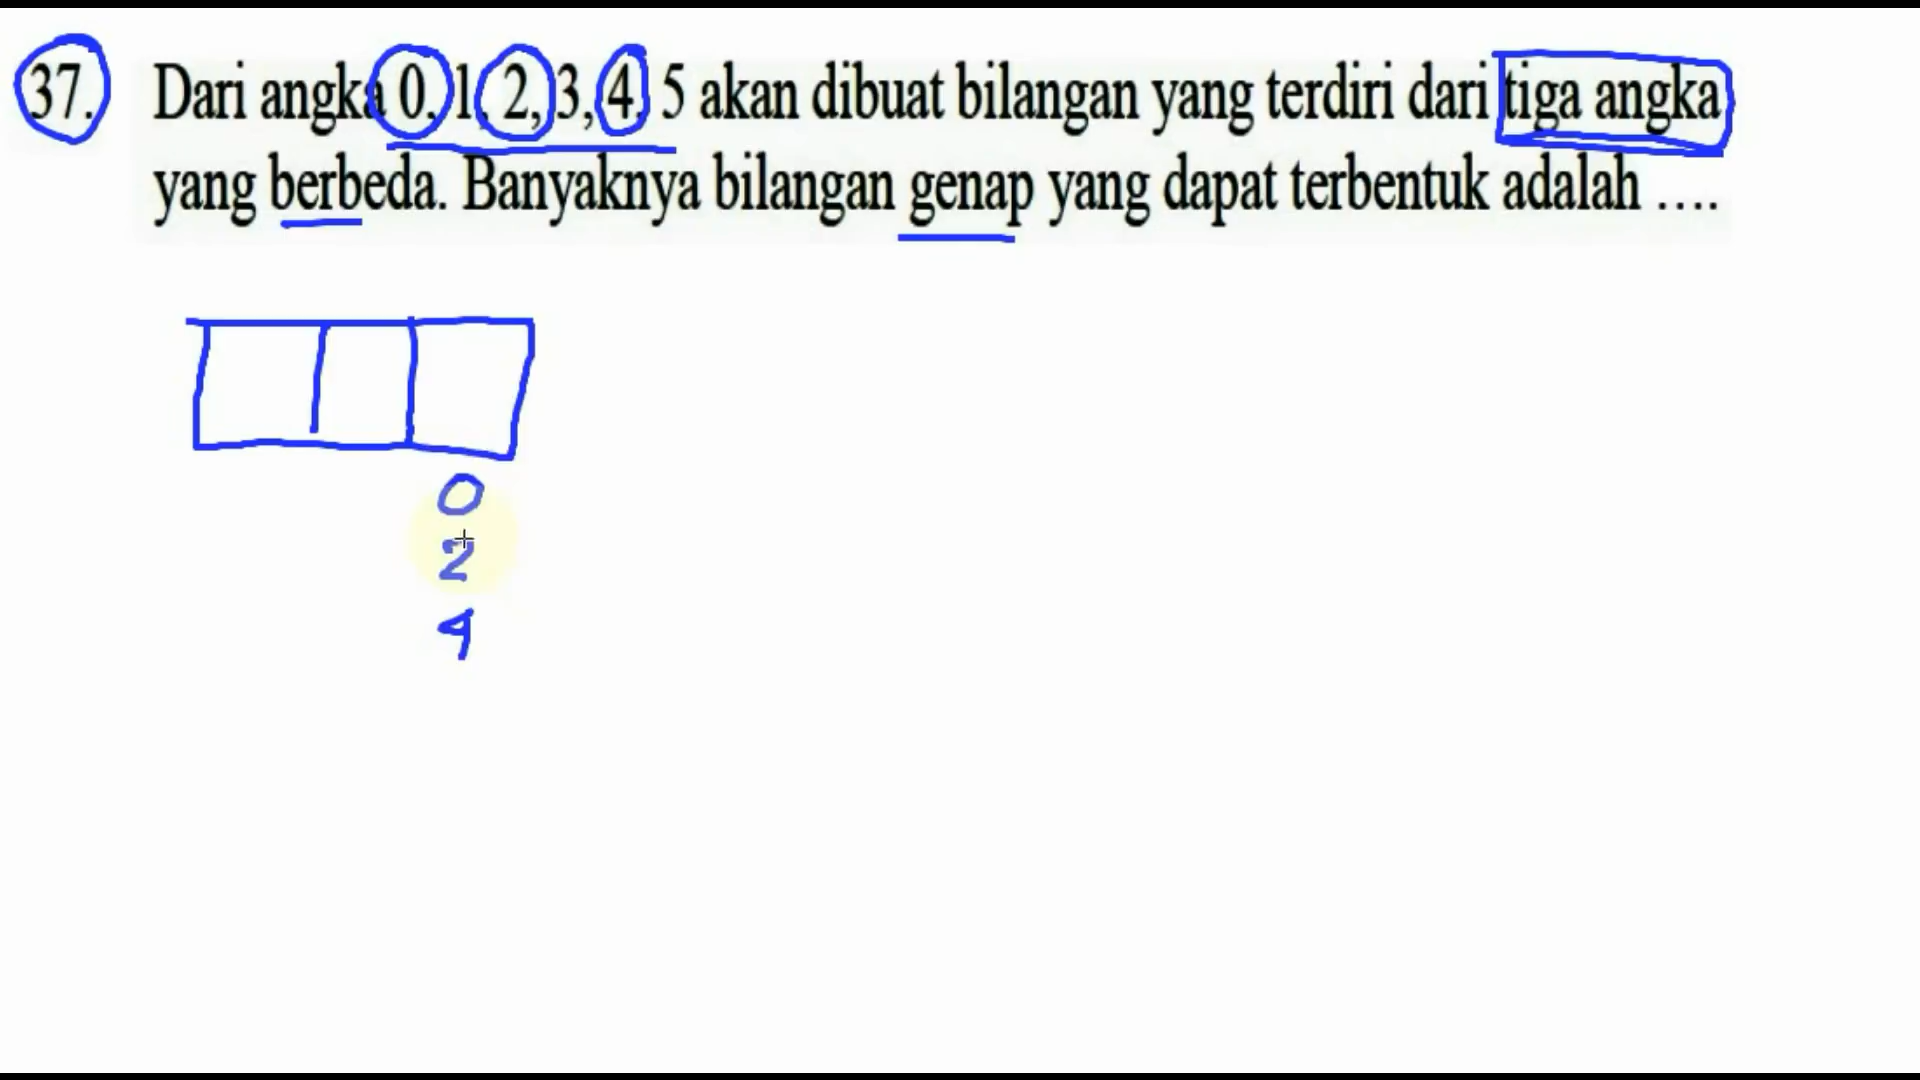 37. Dari angka 0, 1, 2, 3, 4, 5 akan dibuat bilangan yang terdiri dari tiga angka
yang berbeda. Banyaknya bilangan genap yang dapat terbentuk adalah ....
0
2
4